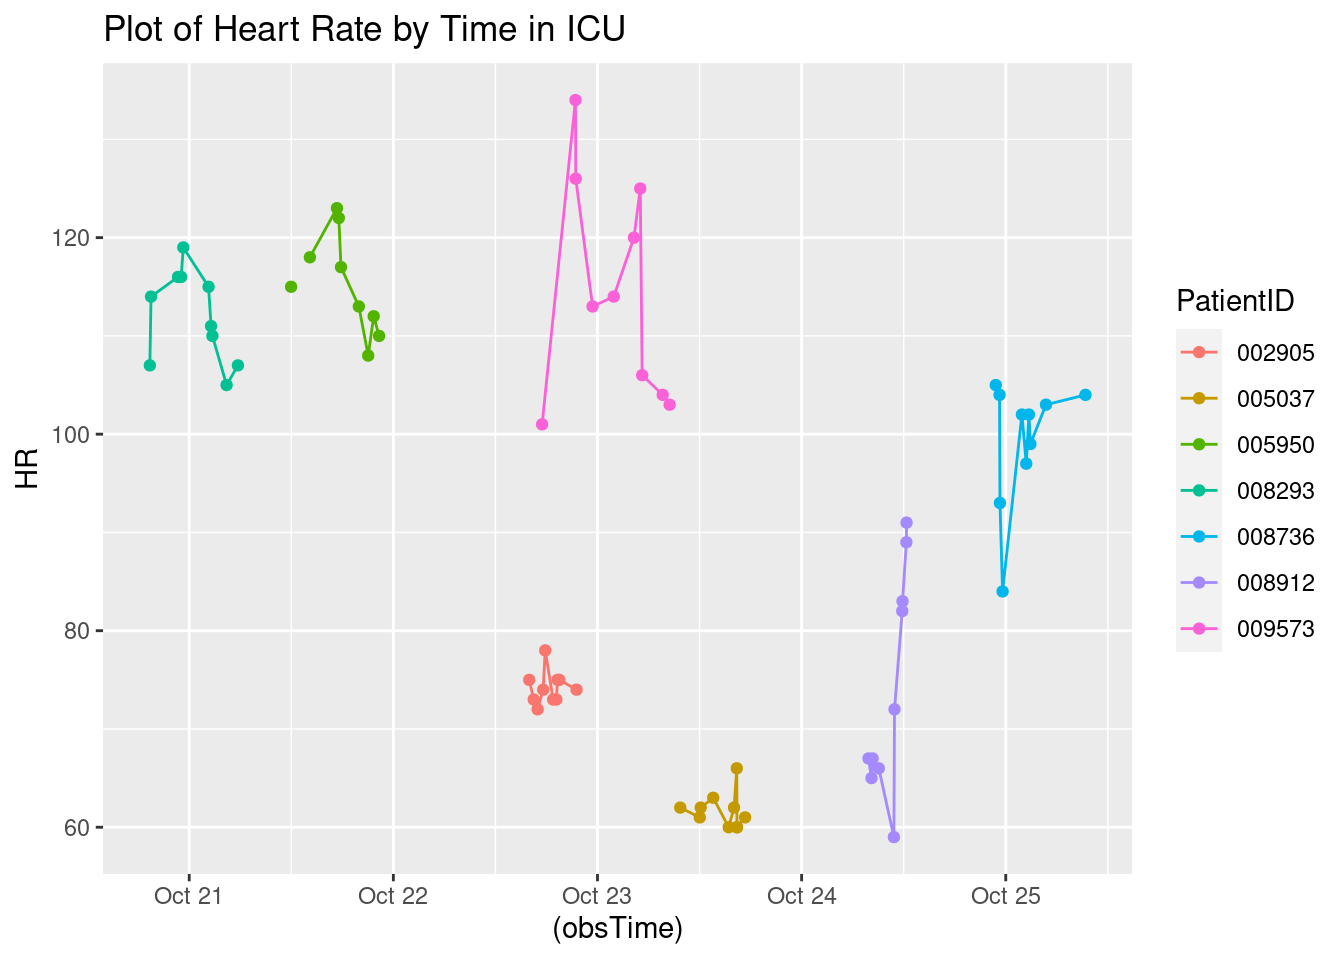 Plot of Heart Rate by Time in ICU
120
100
80
60
HR
Oct 21
Oct 22
Oct 23
Oct 24
Oct 25
(obsTime)
PatientID
002905
005037
005950
008293
008736
008912
009573